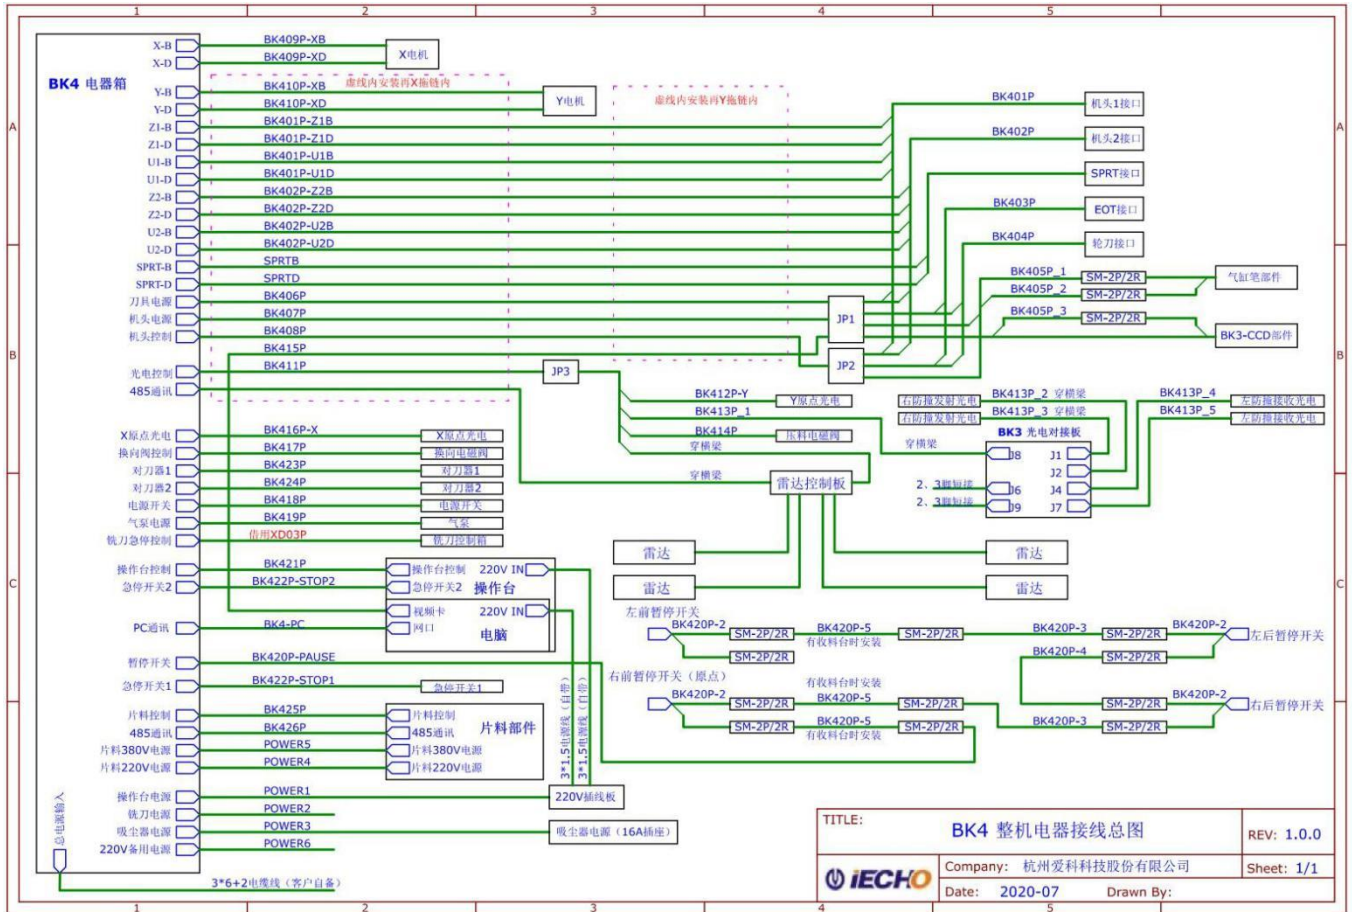 1 2 3 4 5
A
B
C
BK4 电器箱
X-B BK409P-XB
X-D BK409P-XD
X电机
虚线内安装再X拖链内
虚线内安装再Y拖链内
Y-B BK410P-XB
Y-D BK410P-XD
Y电机
Z1-B BK401P-Z1B
Z1-D BK401P-Z1D
U1-B BK401P-U1B
U1-D BK401P-U1D
Z2-B BK402P-Z2B
Z2-D BK402P-Z2D
U2-B BK402P-U2B
U2-D BK402P-U2D
SPRT-B SPRTB
SPRT-D SPRTD
刀具电源 BK406P
机头电源 BK407P
机头控制 BK408P
BK415P
光电控制 BK411P
485通讯
JP1
JP2
JP3
BK401P 机头1接口
BK402P 机头2接口
SPRT接口
BK403P EOT接口
BK404P 轮刀接口
BK405P_1 SM-2P/2R 气缸笔部件
BK405P_2 SM-2P/2R
BK405P_3 SM-2P/2R BK3-CCD部件
BK412P-Y Y原点光电
BK413P_1
BK414P 压料电磁阀
穿横梁
穿横梁
穿横梁
右防撞发射光电 BK413P_2 穿横梁 BK413P_4 左防撞接收光电
右防撞发射光电 BK413P_3 穿横梁 BK413P_5 左防撞接收光电
BK3 光电对接板
J8 J1
J2
2、3脚短接 J6 J4
2、3脚短接 J9 J7
雷达控制板
雷达 雷达
雷达 雷达
X原点光电 BK416P-X X原点光电
换向阀控制 BK417P 换向电磁阀
对刀器1 BK423P 对刀器1
对刀器2 BK424P 对刀器2
电源开关 BK418P 电源开关
气泵电源 BK419P 气泵
铣刀急停控制 借用XD03P 铣刀控制箱
操作台控制 BK421P 操作台控制 220V IN
急停开关2 BK422P-STOP2 急停开关2 操作台
视频卡 220V IN
PC通讯 BK4-PC 网口 电脑
暂停开关 BK420P-PAUSE
急停开关1 BK422P-STOP1 急停开关1
片料控制 BK425P 片料控制 片料部件
485通讯 BK426P 485通讯
片料380V电源 POWER5 片料380V电源
片料220V电源 POWER4 片料220V电源
操作台电源 POWER1 220V插线板
铣刀电源 POWER2
吸尘器电源 POWER3 吸尘器电源（16A插座）
220V备用电源 POWER6
总电源输入
3*6+2电缆线（客户自备）
3*1.5电源线（自带）
3*1.5电源线（自带）
左前暂停开关
BK420P-2 SM-2P/2R BK420P-5 SM-2P/2R BK420P-3 SM-2P/2R BK420P-2 左后暂停开关
有收料台时安装
SM-2P/2R BK420P-4 SM-2P/2R
右前暂停开关（原点）
有收料台时安装
BK420P-2 SM-2P/2R BK420P-5 SM-2P/2R SM-2P/2R BK420P-2 右后暂停开关
SM-2P/2R BK420P-5 SM-2P/2R BK420P-3 SM-2P/2R
有收料台时安装
TITLE: BK4 整机电器接线总图 REV: 1.0.0
iECHO Company: 杭州爱科科技股份有限公司 Sheet: 1/1
Date: 2020-07 Drawn By:
A
B
C
1 2 3 4 5